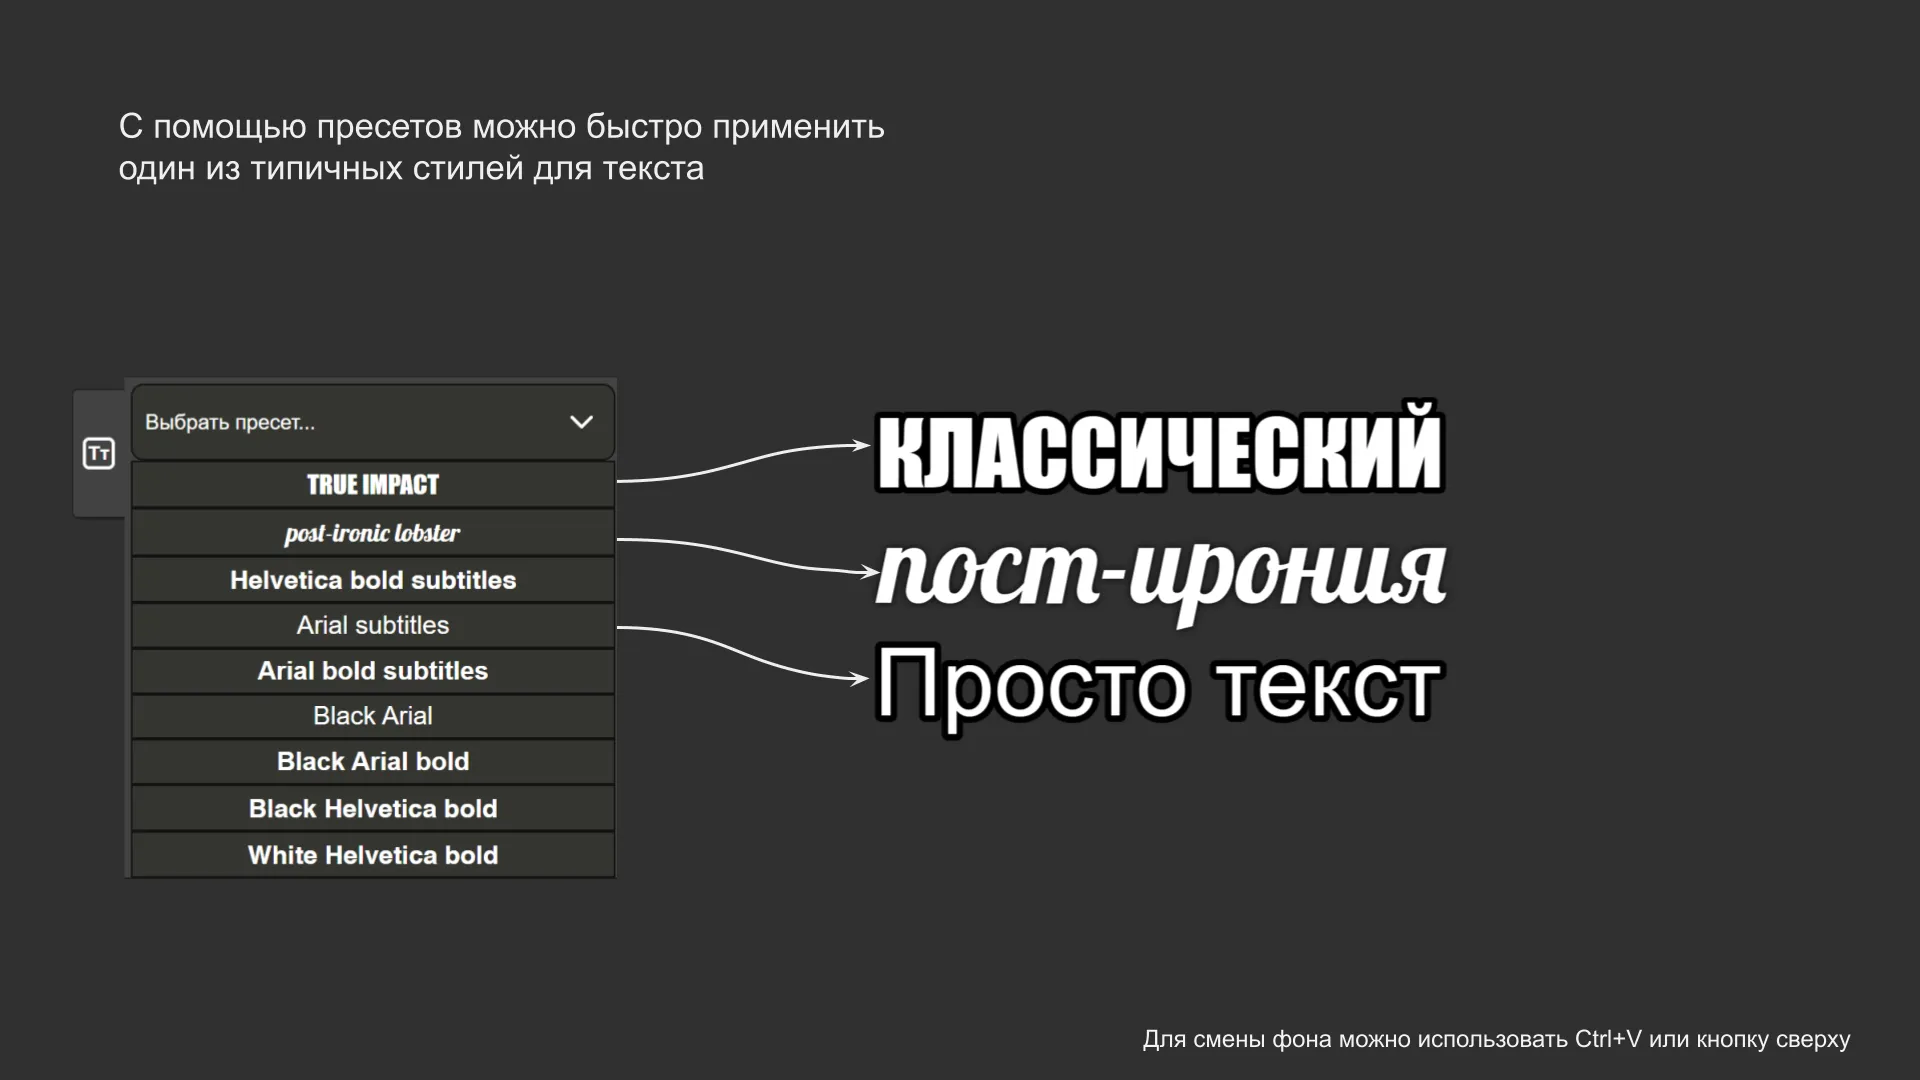 С помощью пресетов можно быстро применить
один из типичных стилей для текста
Тт
Выбрать пресет...
TRUE IMPACT
post-ironic lobster
Helvetica bold subtitles
Arial subtitles
Arial bold subtitles
Black Arial
Black Arial bold
Black Helvetica bold
White Helvetica bold
КЛАССИЧЕСКИЙ
пост-ирония
Просто текст
Для смены фона можно использовать Ctrl+V или кнопку сверху